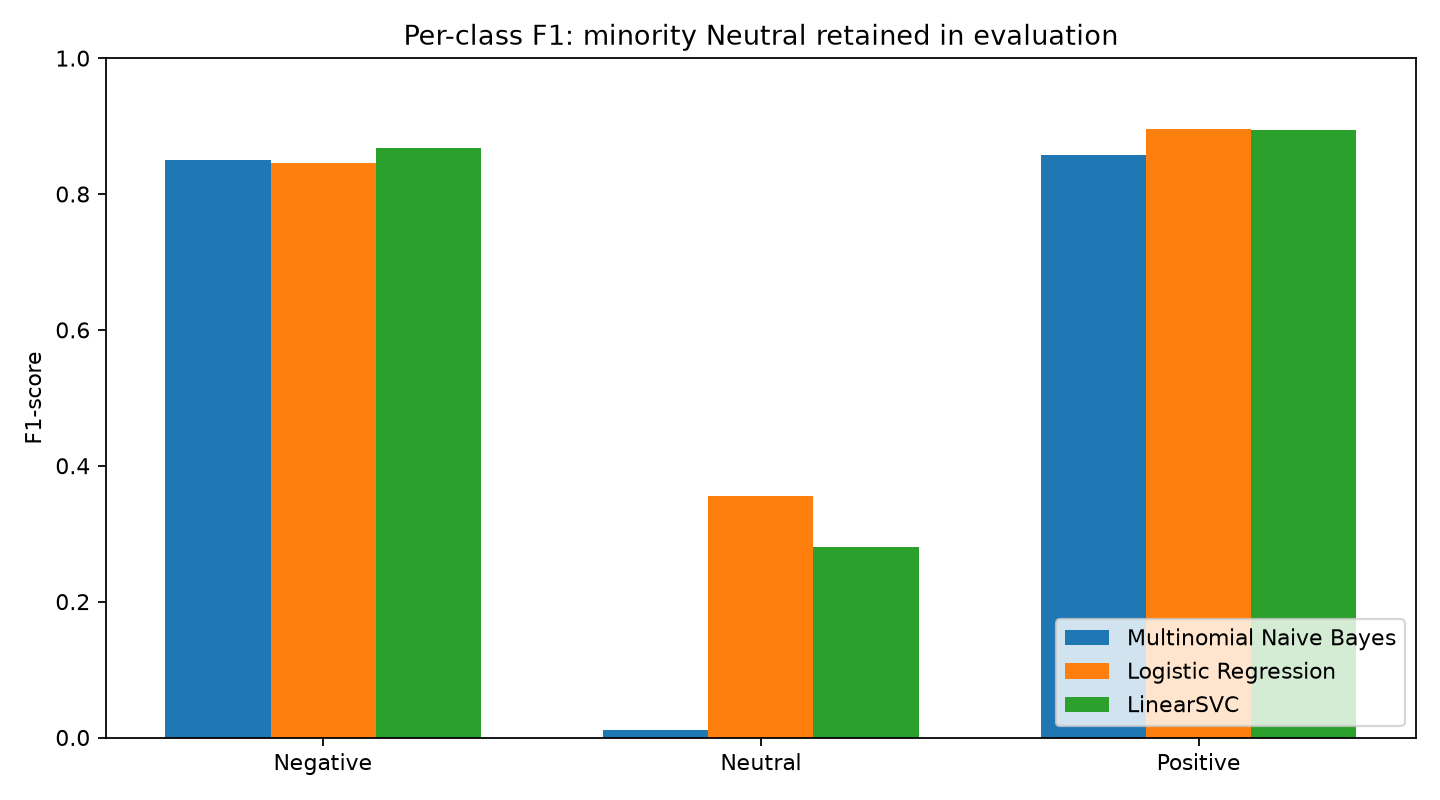 Per-class F1: minority Neutral retained in evaluation
1.0
0.8
0.6
0.4
0.2
0.0
F1-score
Negative
Neutral
Positive
Multinomial Naive Bayes
Logistic Regression
LinearSVC